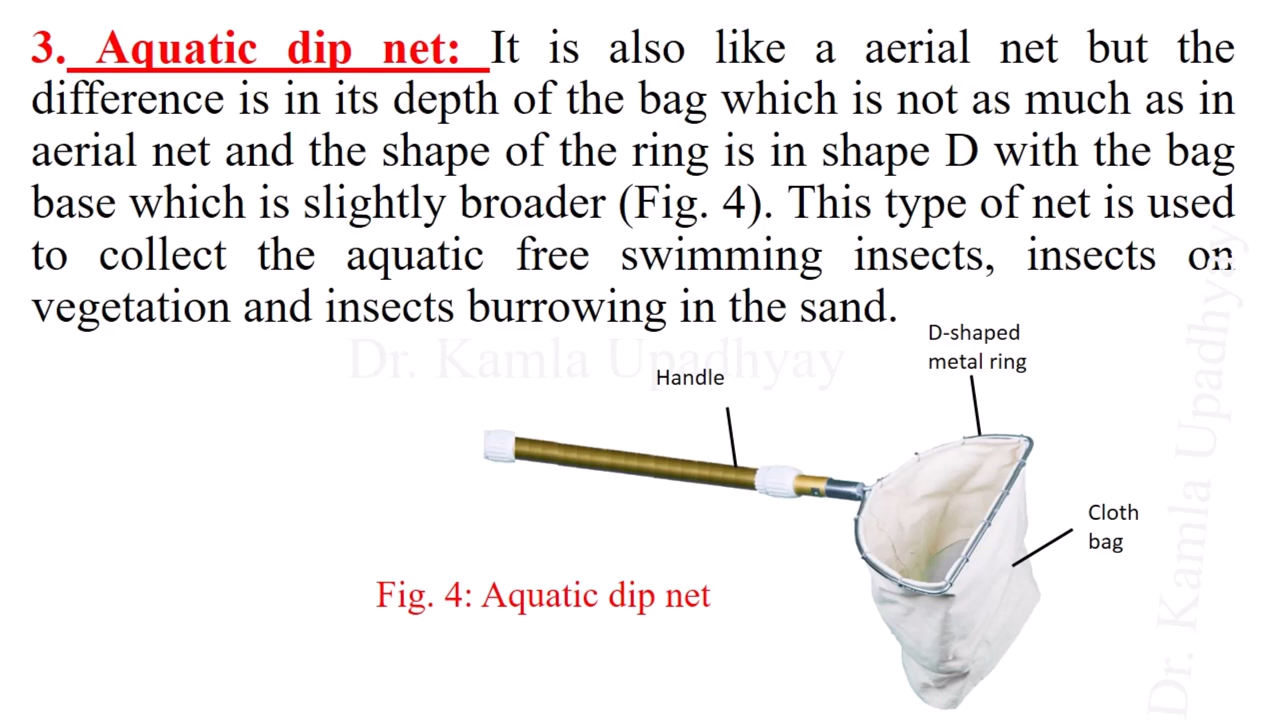 3. Aquatic dip net: It is also like a aerial net but the
difference is in its depth of the bag which is not as much as in
aerial net and the shape of the ring is in shape D with the bag
base which is slightly broader (Fig. 4). This type of net is used
to collect the aquatic free swimming insects, insects on
vegetation and insects burrowing in the sand.
Dr. Kamla Upadhyay
D-shaped
metal ring
Handle
Cloth
bag
Fig. 4: Aquatic dip net
Dr. Kamla Upadhyay